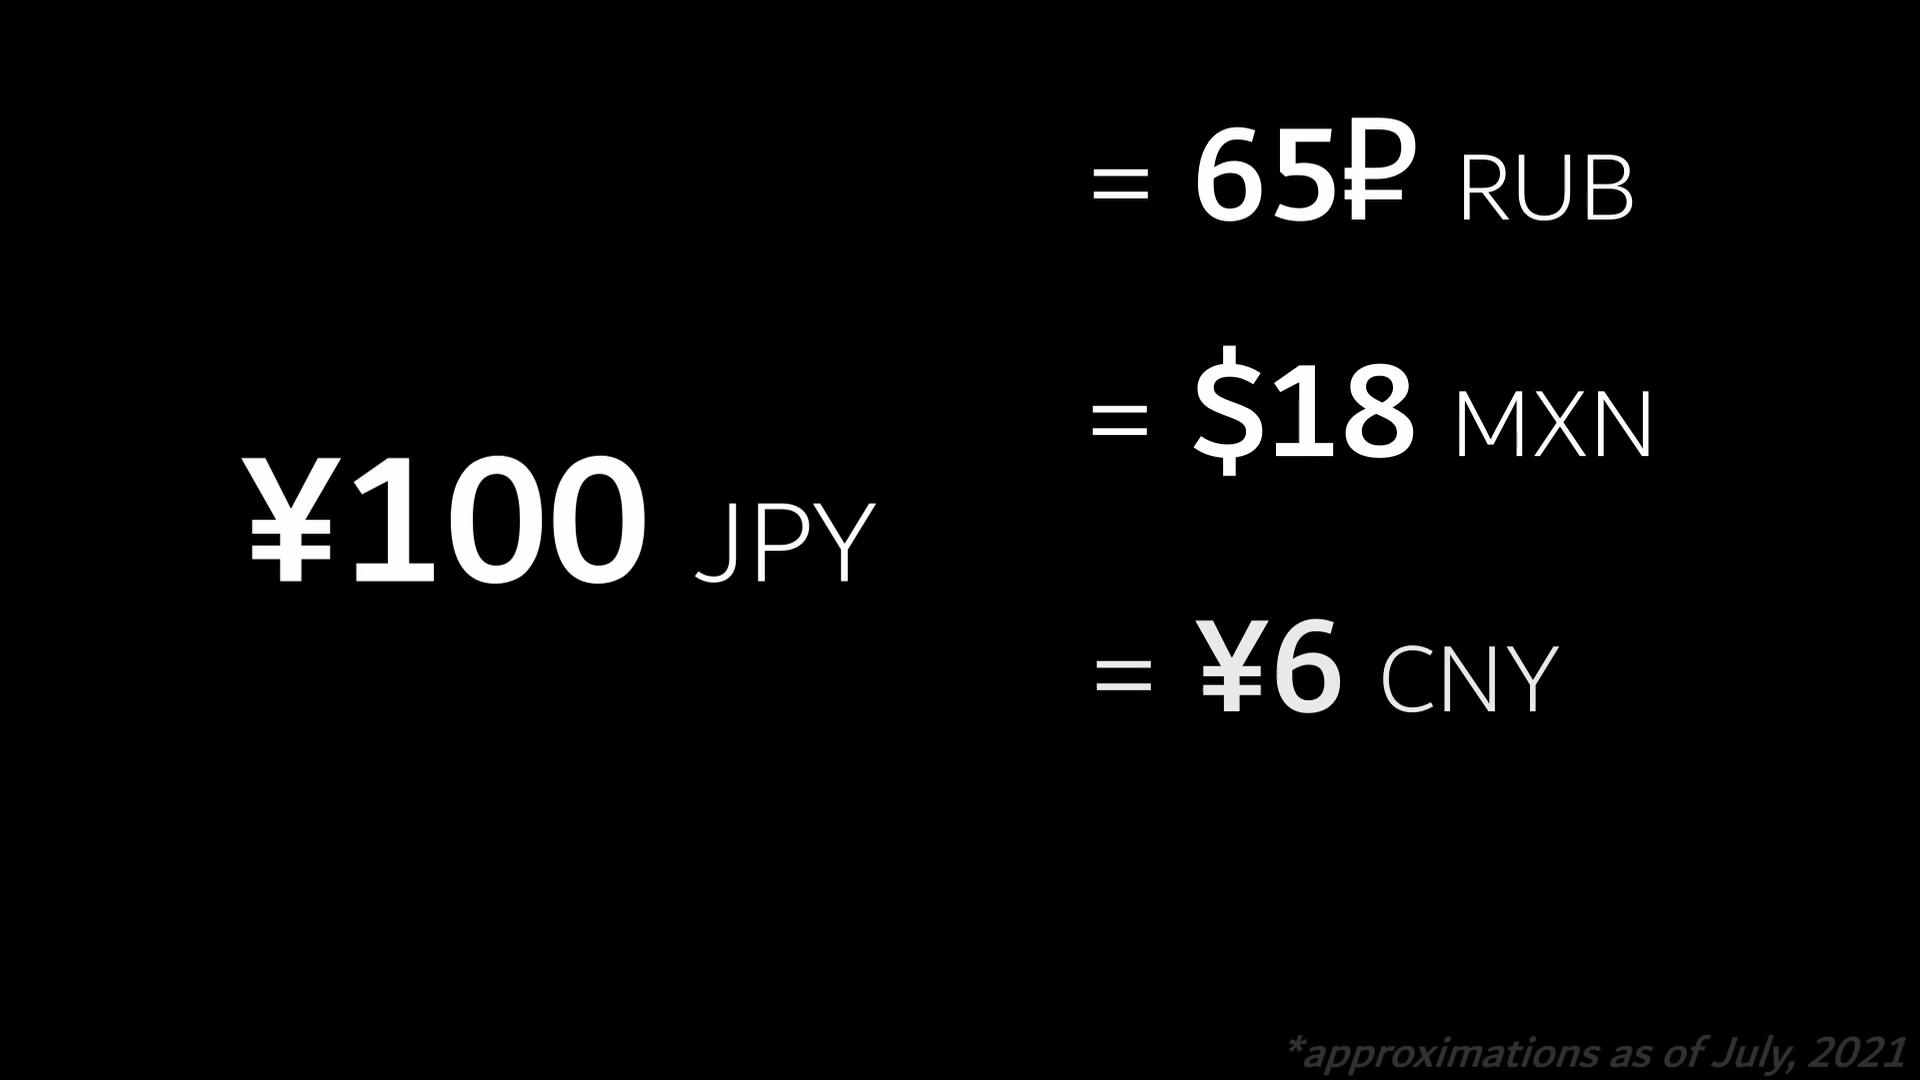 ¥100 JPY
= 65₽ RUB
= $18 MXN
= ¥6 CNY
*approximations as of July, 2021